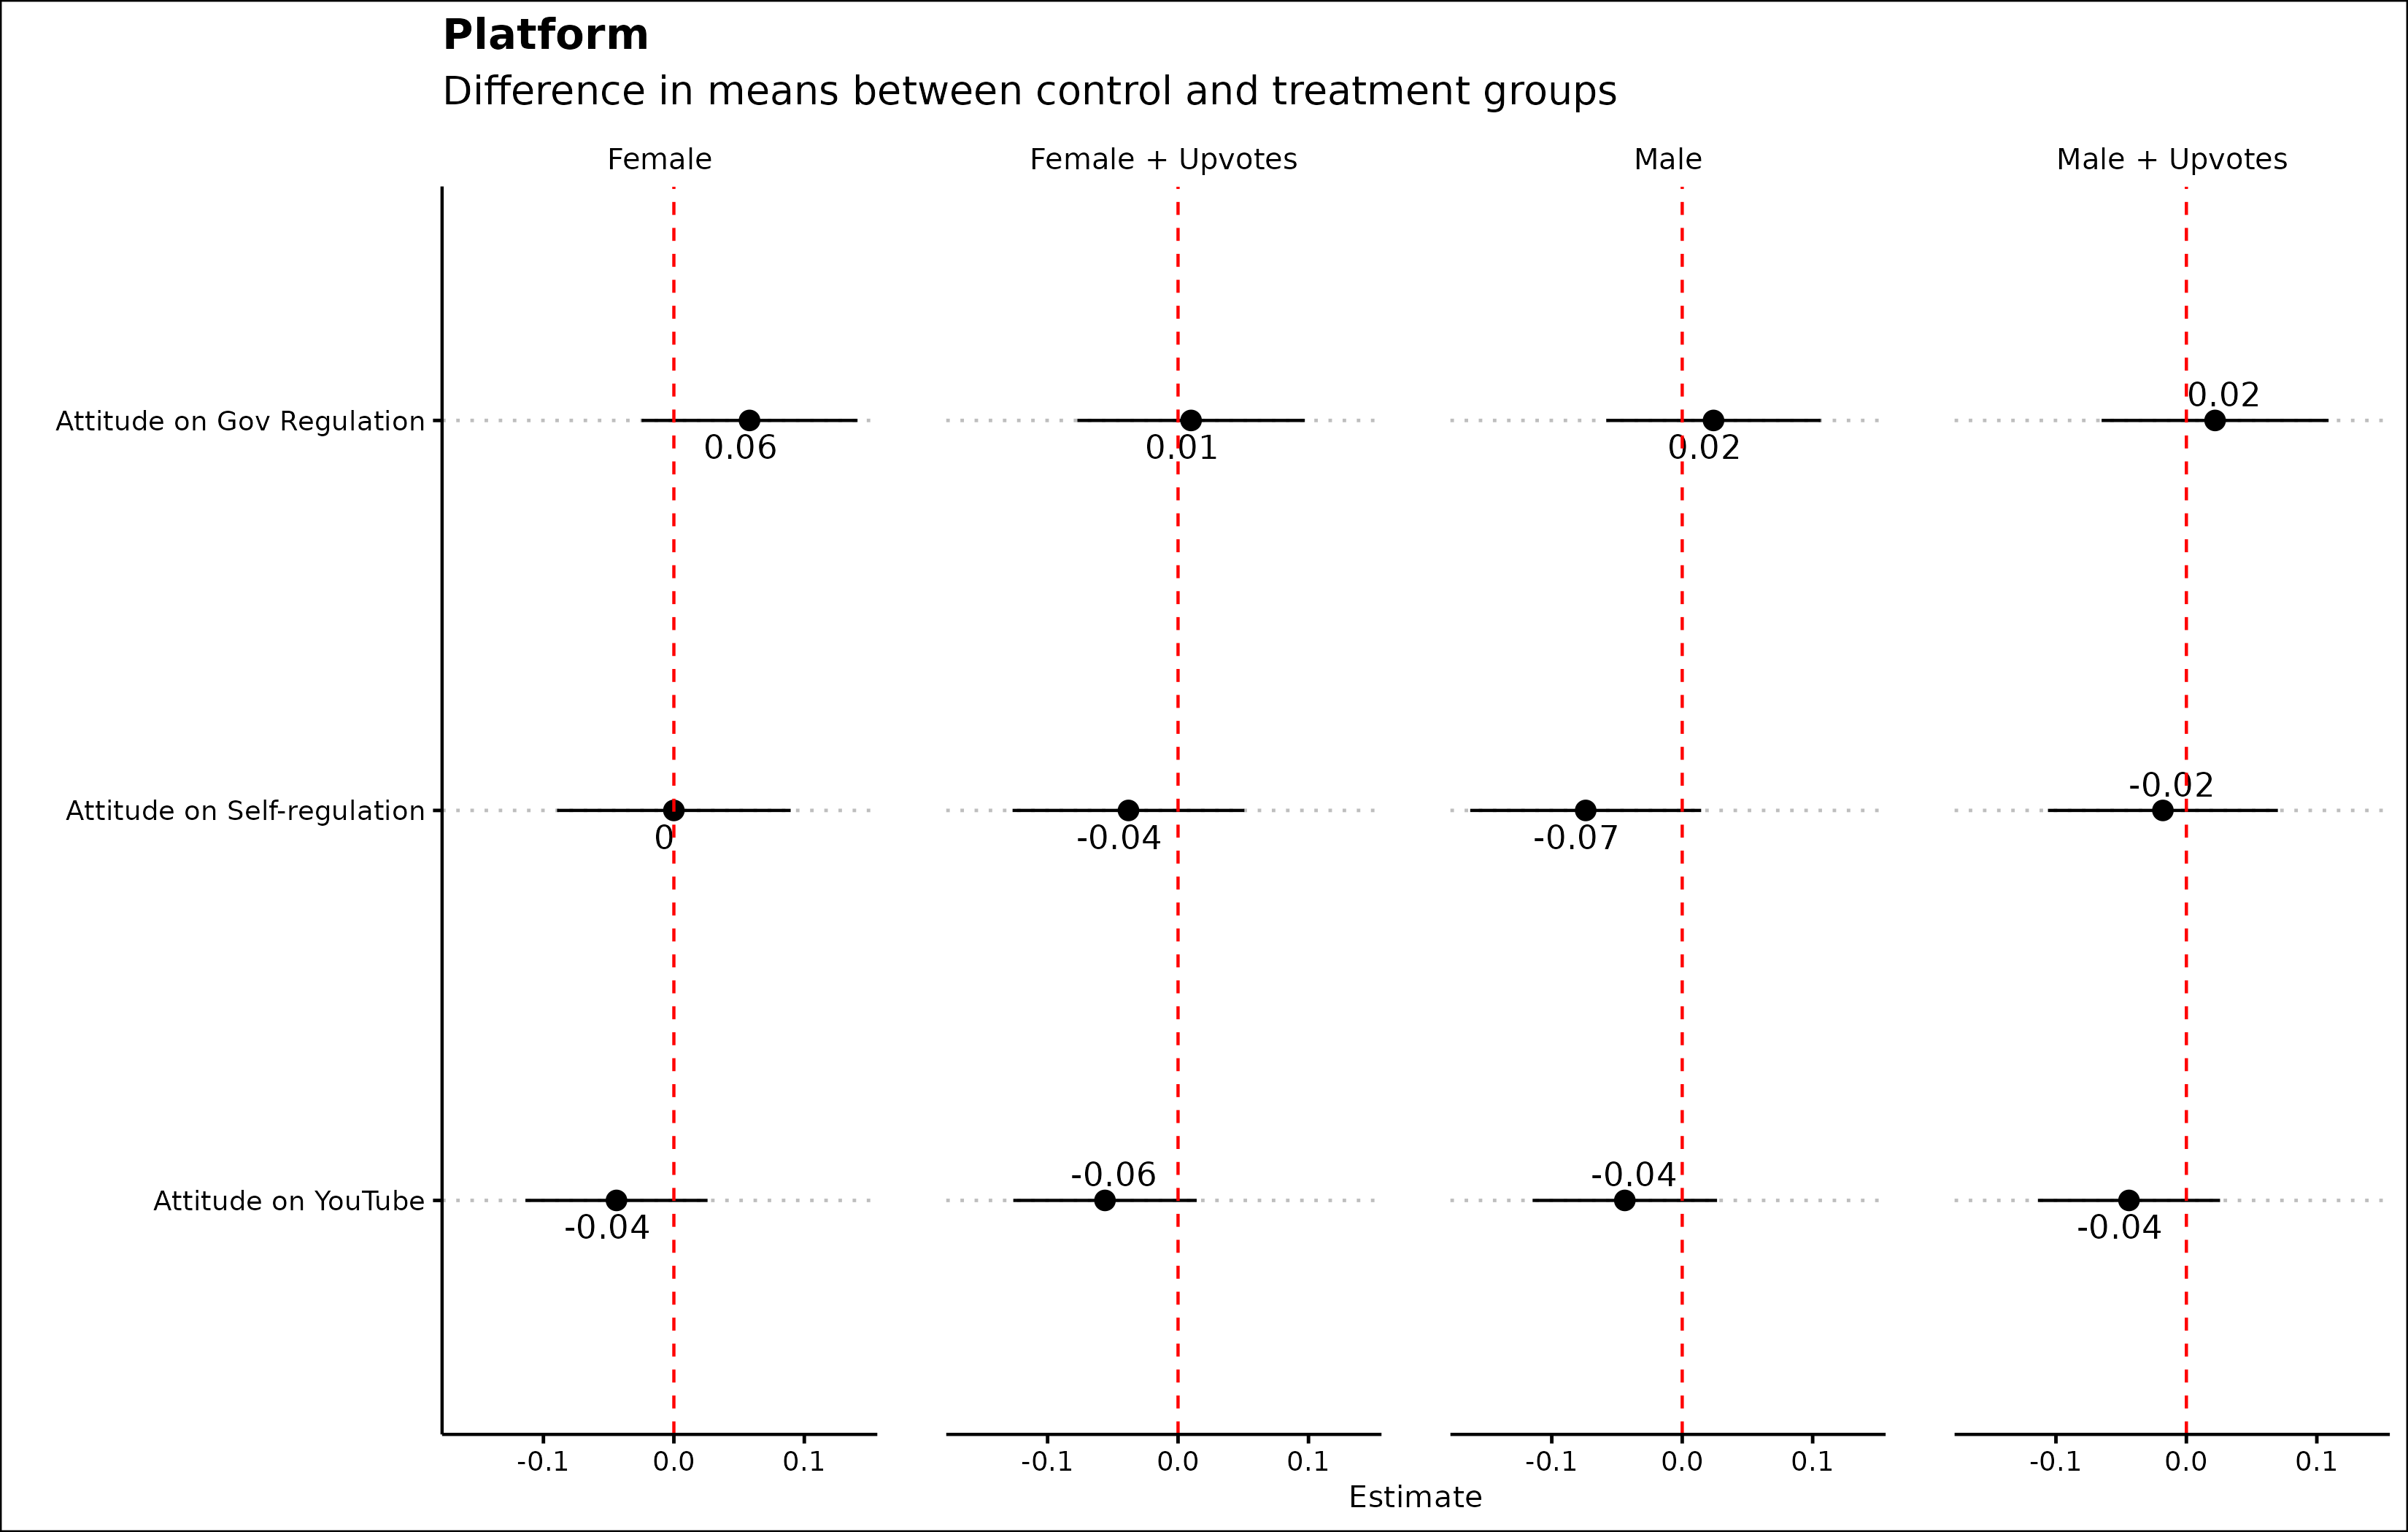 Platform
Difference in means between control and treatment groups
Female
Female + Upvotes
Male
Male + Upvotes
Attitude on Gov Regulation
0.06
0.01
0.02
0.02
Attitude on Self-regulation
0
-0.04
-0.07
-0.02
Attitude on YouTube
-0.04
-0.06
-0.04
-0.04
-0.1 0.0 0.1
-0.1 0.0 0.1
-0.1 0.0 0.1
-0.1 0.0 0.1
Estimate